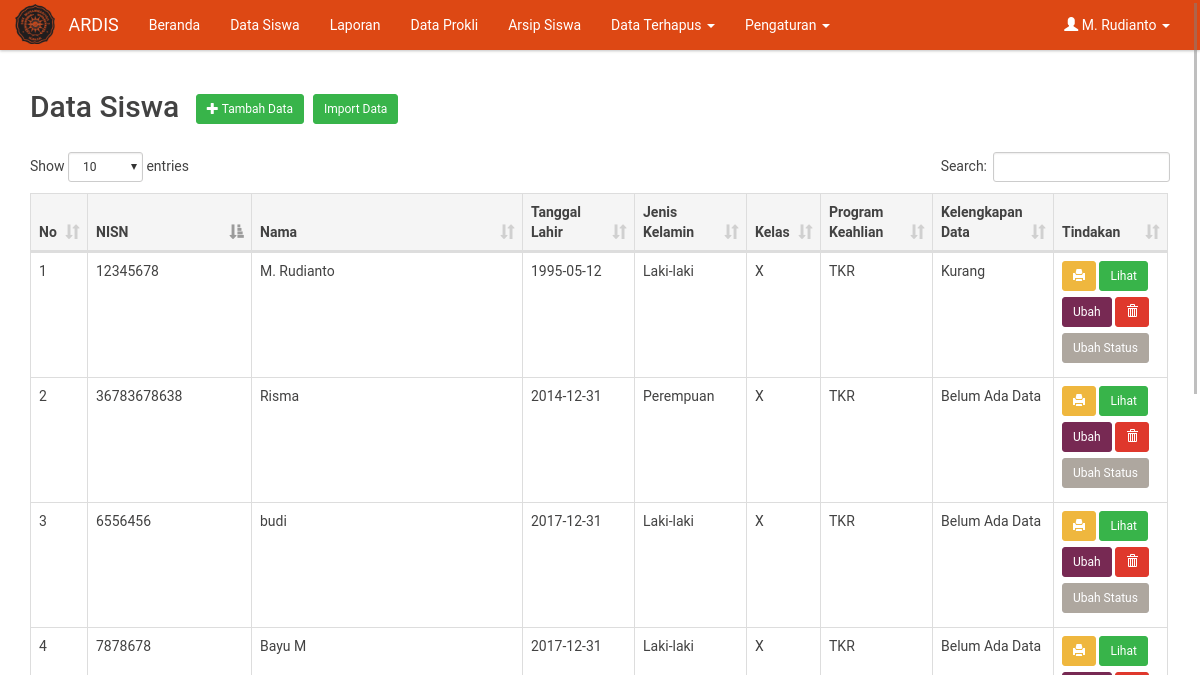 ARDIS Beranda Data Siswa Laporan Data Prokli Arsip Siswa Data Terhapus Pengaturan M. Rudianto
Data Siswa Tambah Data Import Data
Show 10 entries Search:
No NISN Nama Tanggal Lahir Jenis Kelamin Kelas Program Keahlian Kelengkapan Data Tindakan
1 12345678 M. Rudianto 1995-05-12 Laki-laki X TKR Kurang Lihat
Ubah
Ubah Status
2 36783678638 Risma 2014-12-31 Perempuan X TKR Belum Ada Data Lihat
Ubah
Ubah Status
3 6556456 budi 2017-12-31 Laki-laki X TKR Belum Ada Data Lihat
Ubah
Ubah Status
4 7878678 Bayu M 2017-12-31 Laki-laki X TKR Belum Ada Data Lihat